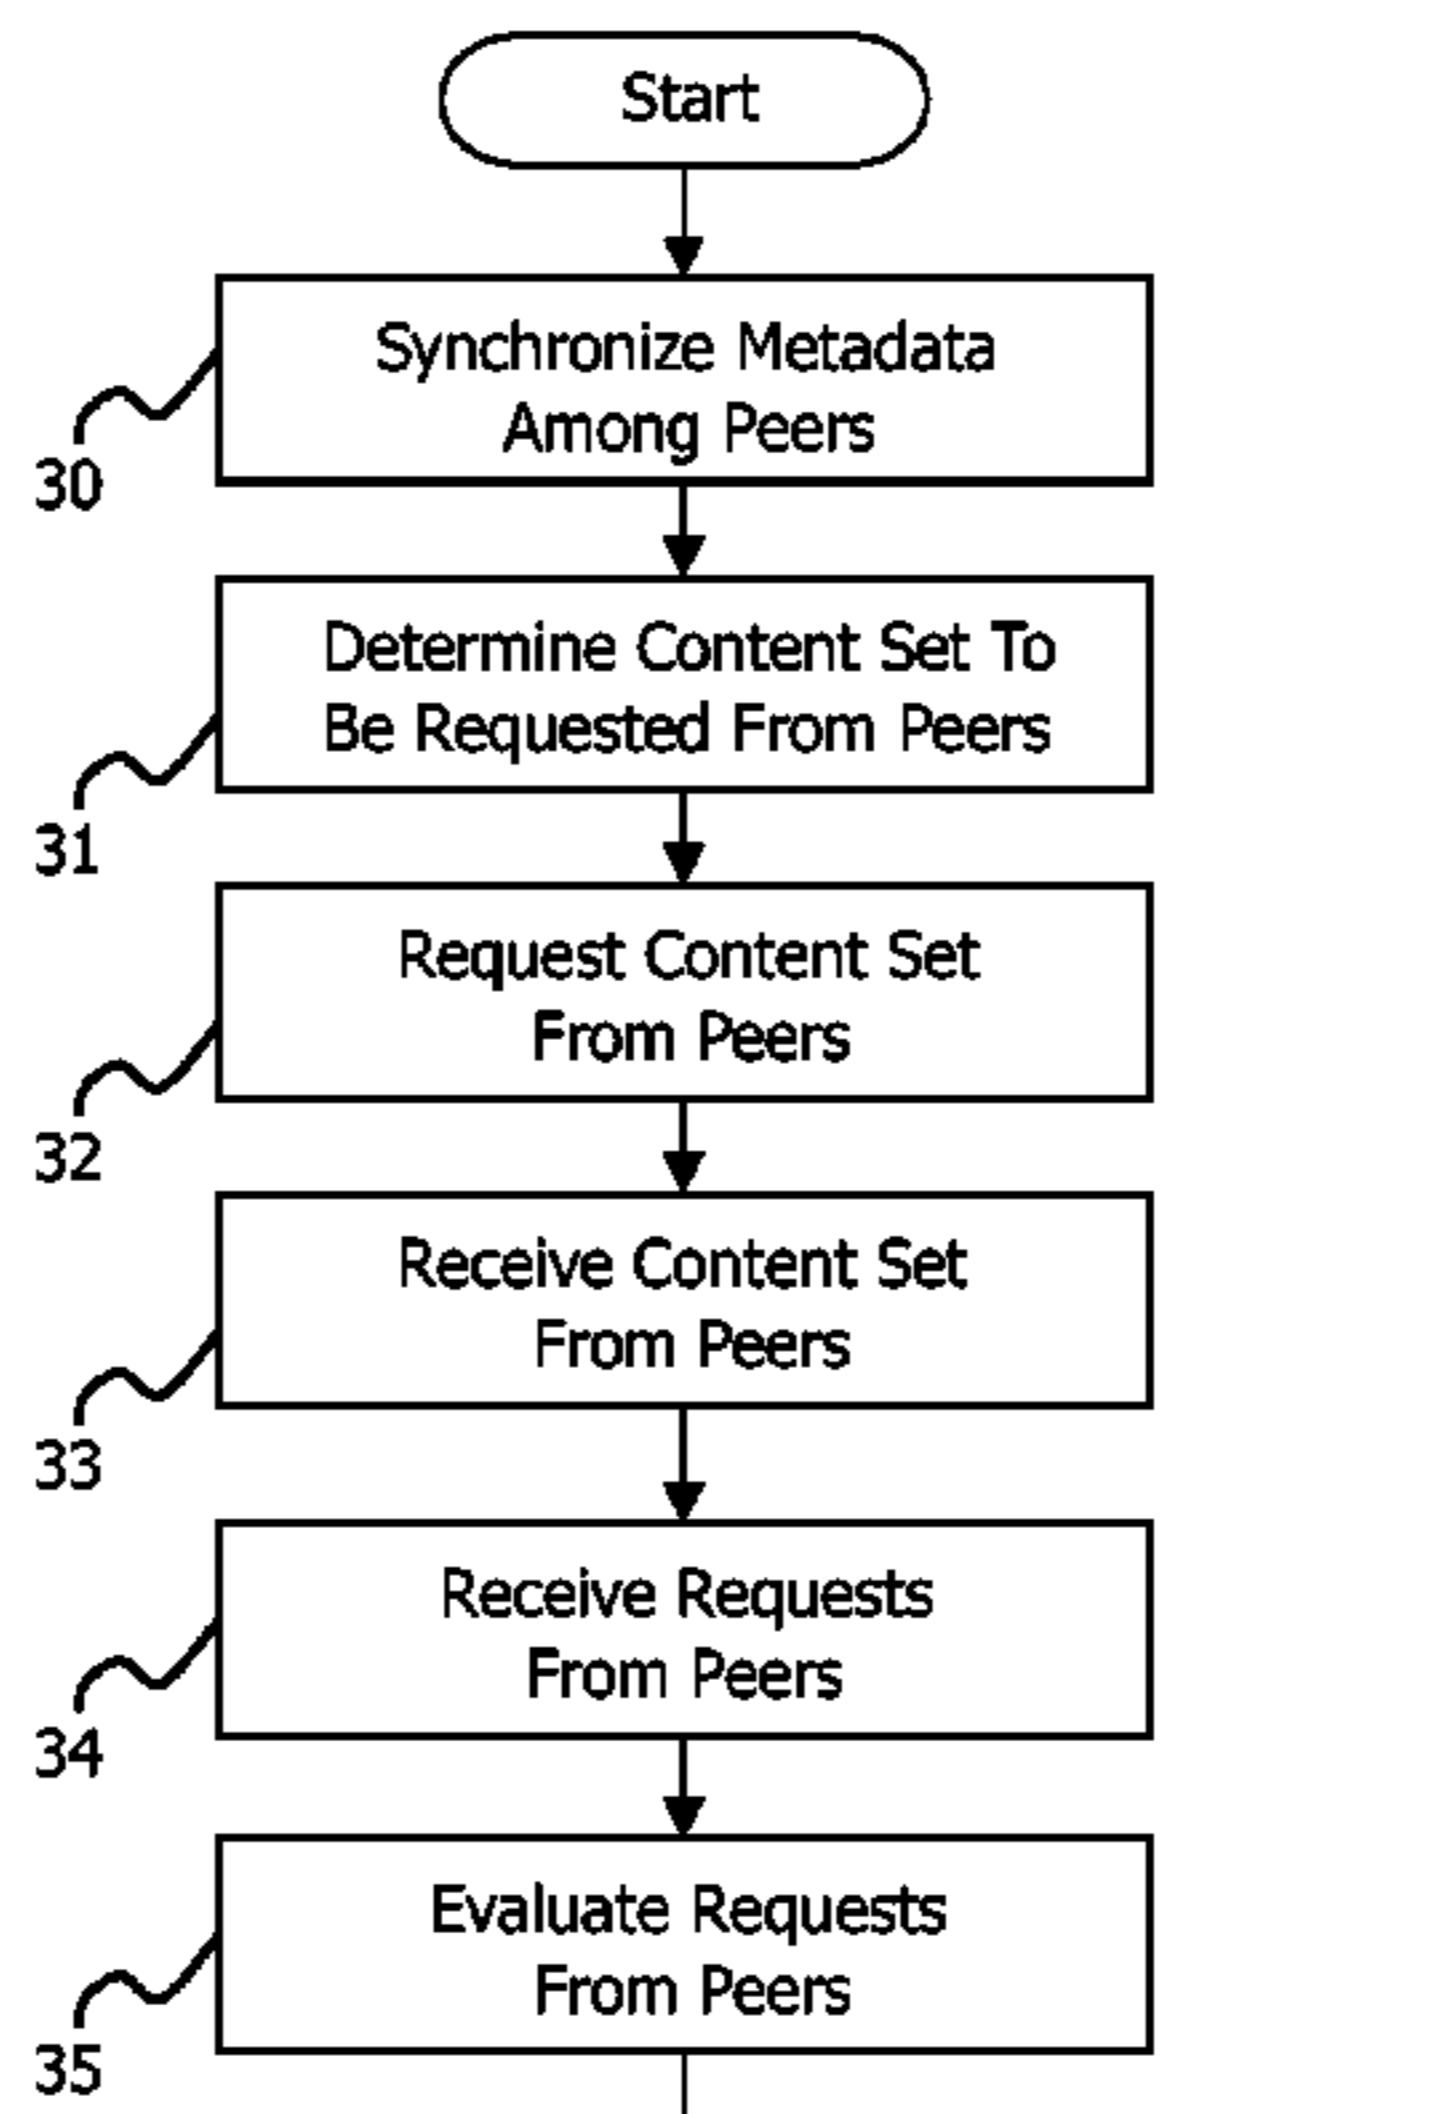 Start
Synchronize Metadata
Among Peers
30
Determine Content Set To
Be Requested From Peers
31
Request Content Set
From Peers
32
Receive Content Set
From Peers
33
Receive Requests
From Peers
34
Evaluate Requests
From Peers
35